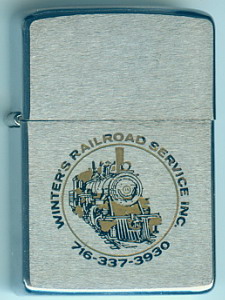 WINTER'S RAILROAD SERVICE INC.
716-337-3930